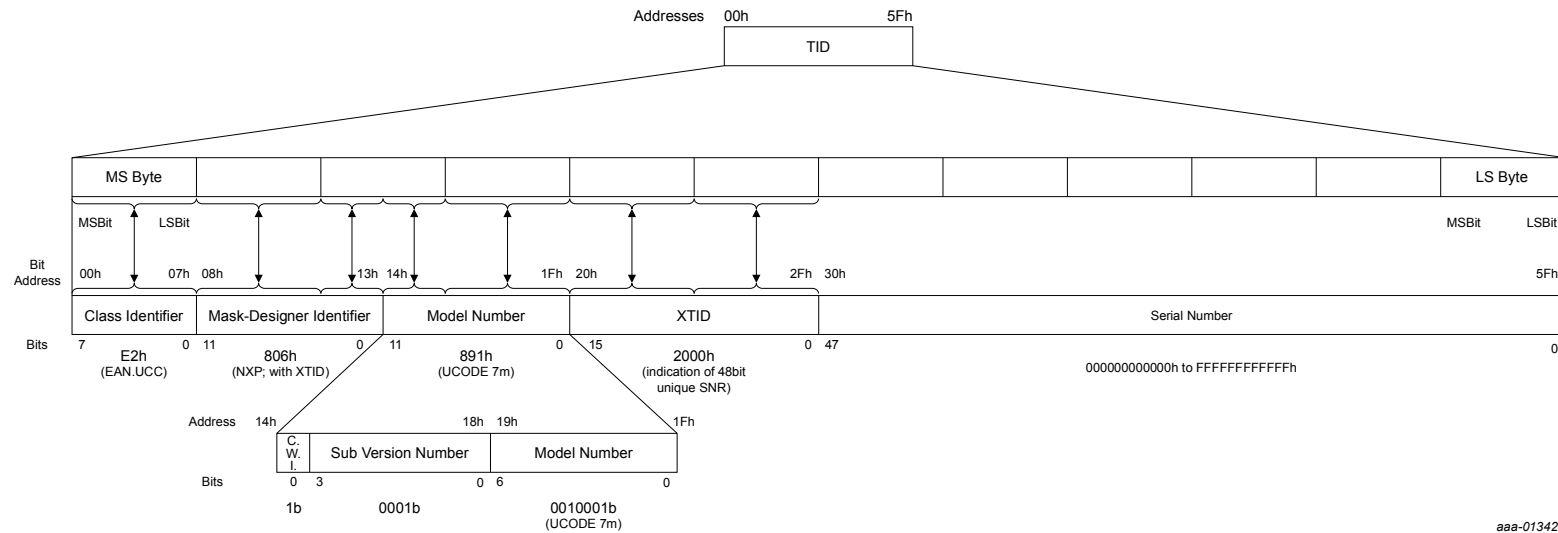 Addresses 00h 5Fh
TID
MS Byte LS Byte
MSBit LSBit MSBit LSBit
Bit
Address
00h 07h 08h 13h 14h 1Fh 20h 2Fh 30h 5Fh
Class Identifier Mask-Designer Identifier Model Number XTID Serial Number
Bits 7 0 11 0 11 0 15 0 47 0
E2h
(EAN.UCC)
806h
(NXP; with XTID)
891h
(UCODE 7m)
2000h
(indication of 48bit
unique SNR)
000000000000h to FFFFFFFFFFFFh
Address 14h 18h 19h 1Fh
C.
W.
I.
Sub Version Number Model Number
Bits 0 3 0 6 0
1b 0001b 0010001b
(UCODE 7m)
aaa-01342